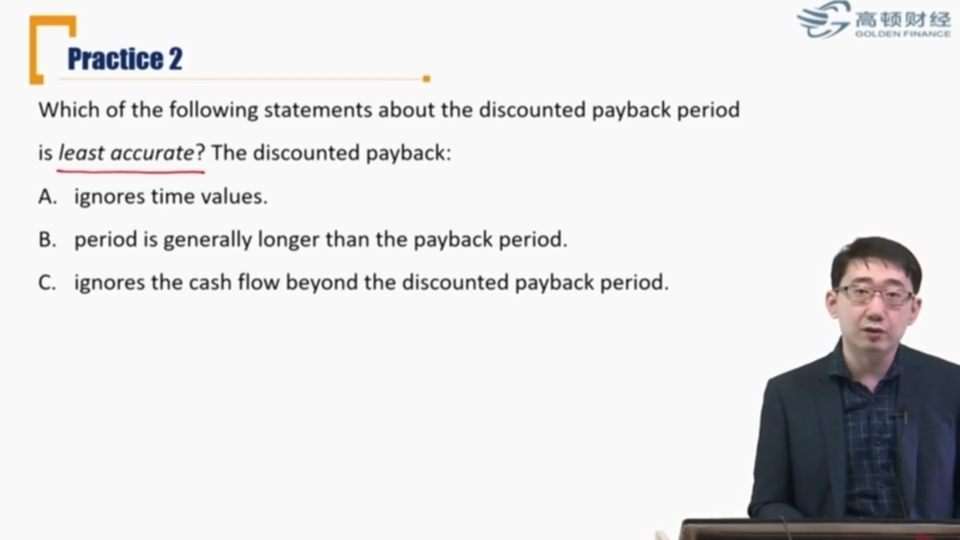 高顿财经
GOLDEN FINANCE
Practice 2
Which of the following statements about the discounted payback period
is least accurate? The discounted payback:
A. ignores time values.
B. period is generally longer than the payback period.
C. ignores the cash flow beyond the discounted payback period.